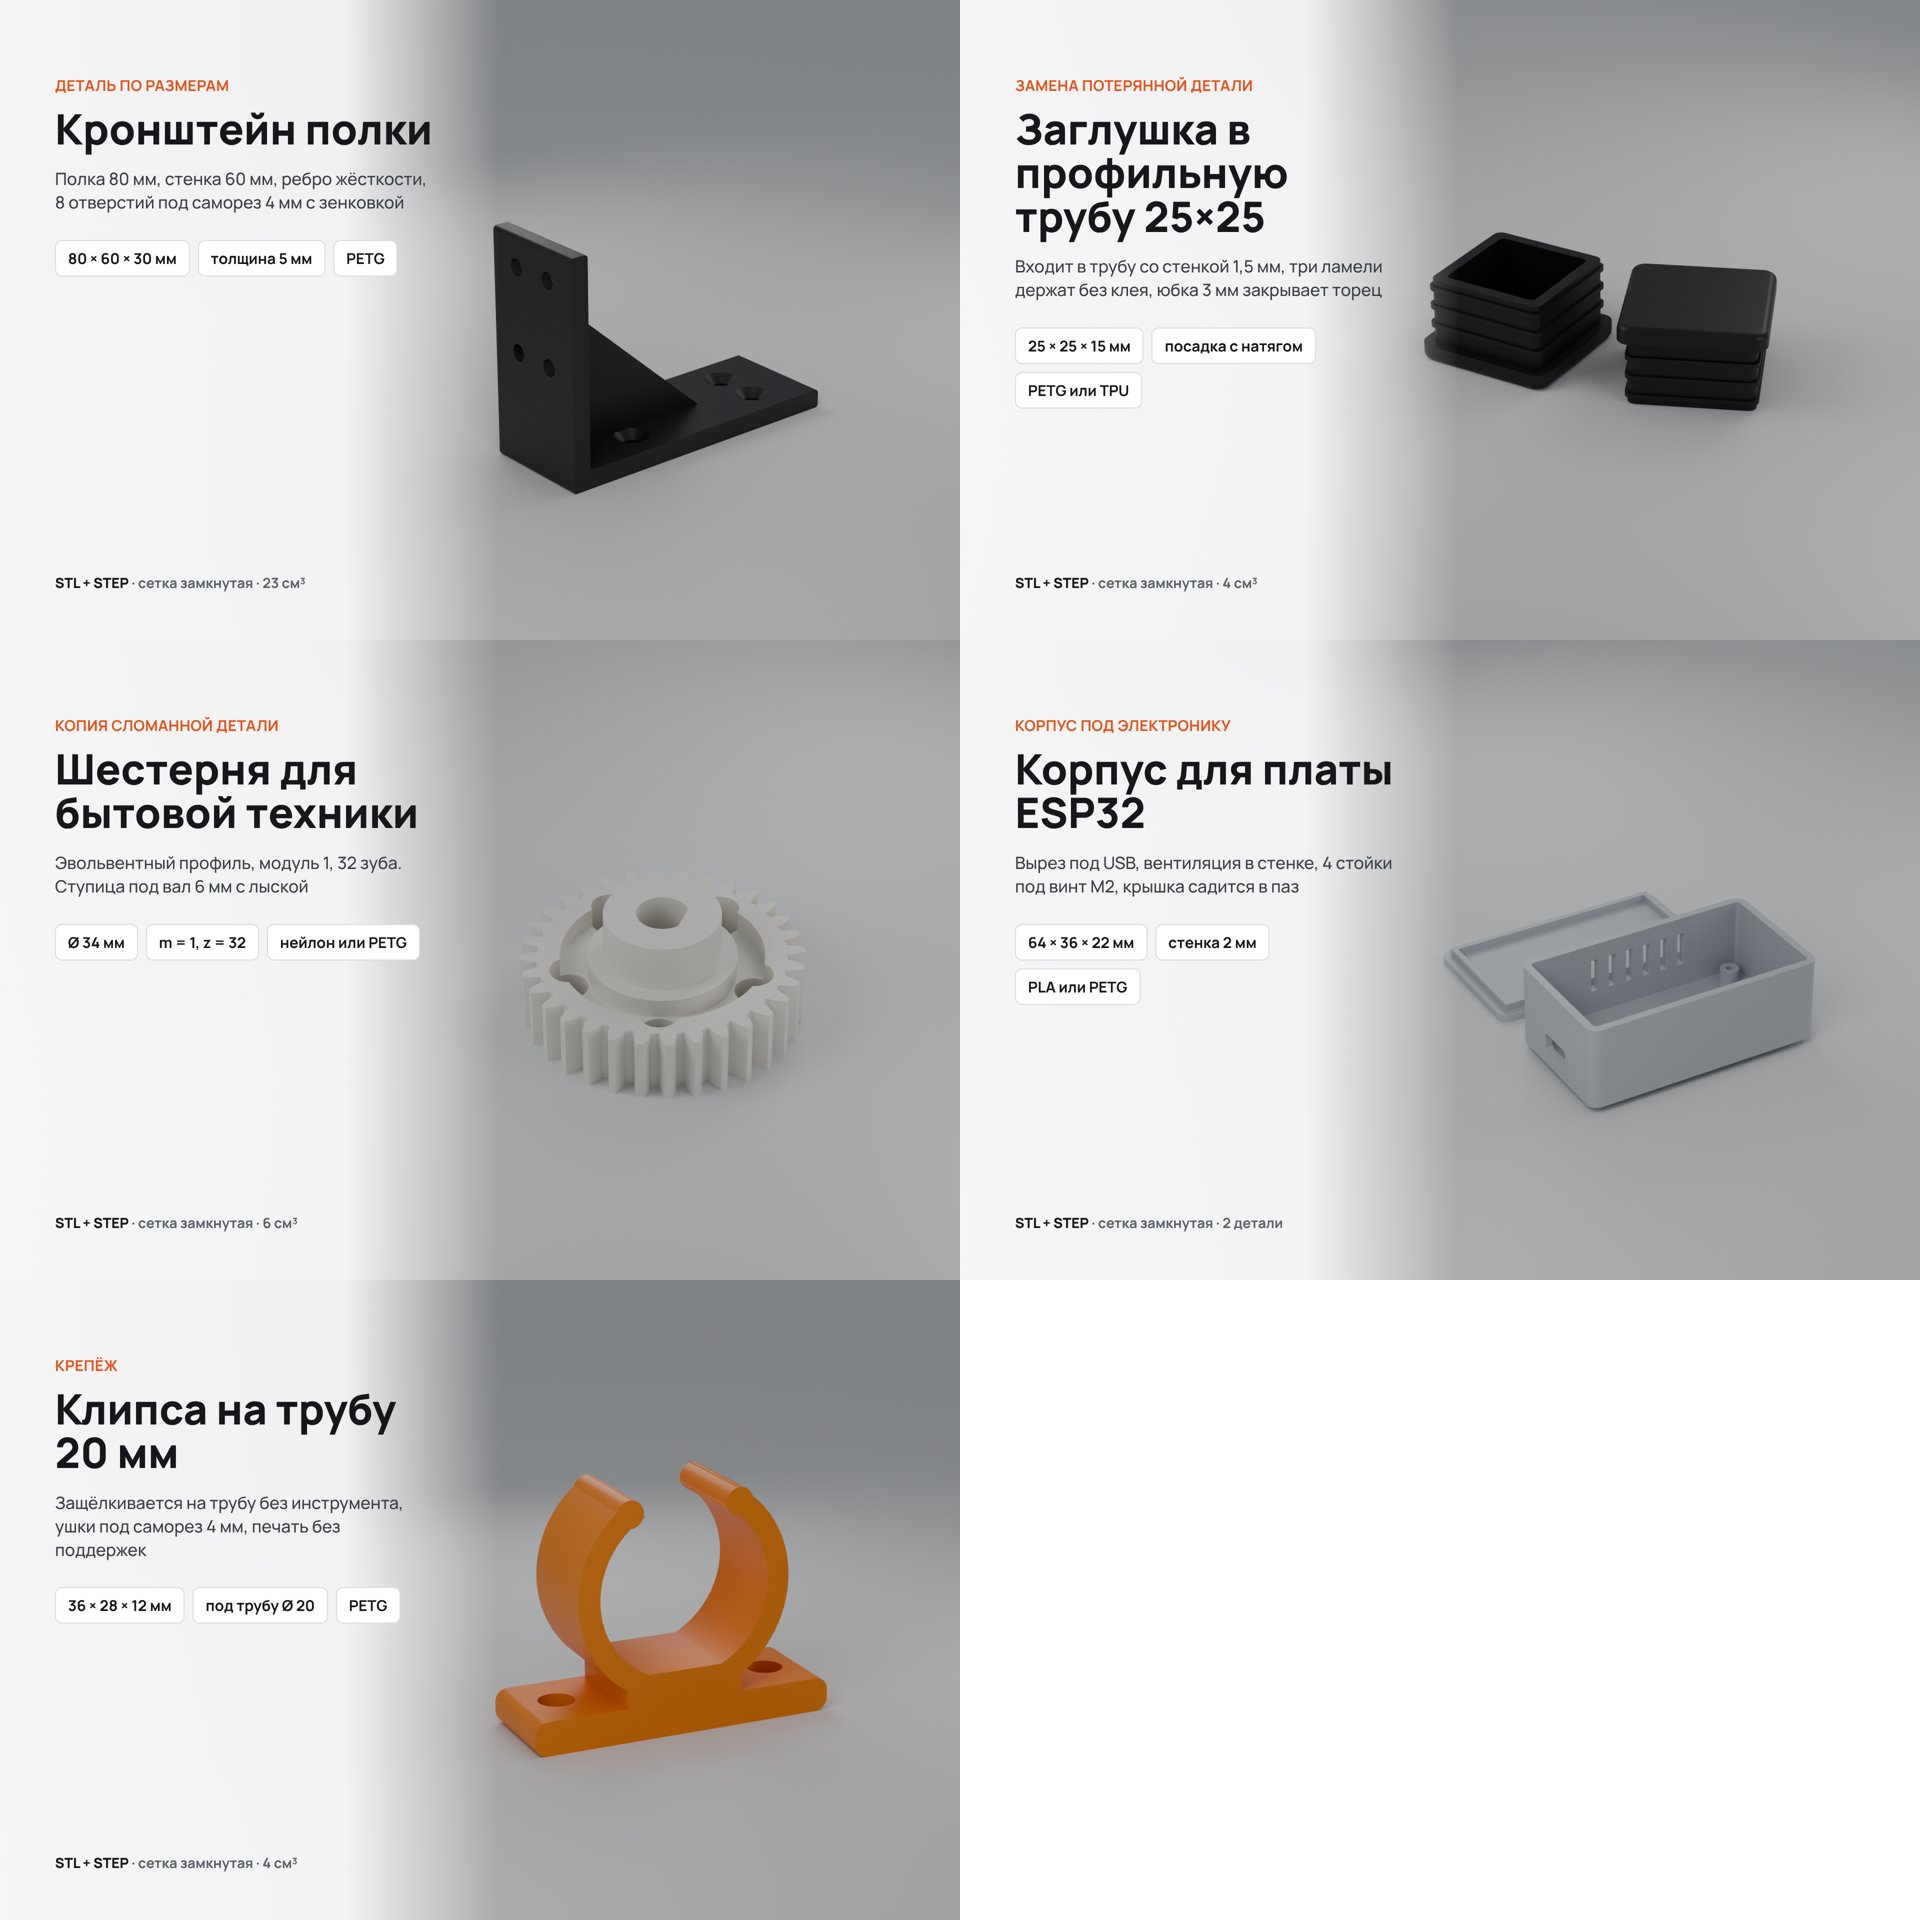 ДЕТАЛЬ ПО РАЗМЕРАМ
Кронштейн полки
Полка 80 мм, стенка 60 мм, ребро жёсткости,
8 отверстий под саморез 4 мм с зенковкой
80 × 60 × 30 мм
толщина 5 мм
PETG
STL + STEP · сетка замкнутая · 23 см³
ЗАМЕНА ПОТЕРЯННОЙ ДЕТАЛИ
Заглушка в
профильную
трубу 25×25
Входит в трубу со стенкой 1,5 мм, три ламели
держат без клея, юбка 3 мм закрывает торец
25 × 25 × 15 мм
посадка с натягом
PETG или TPU
STL + STEP · сетка замкнутая · 4 см³
КОПИЯ СЛОМАННОЙ ДЕТАЛИ
Шестерня для
бытовой техники
Эвольвентный профиль, модуль 1, 32 зуба.
Ступица под вал 6 мм с лыской
Ø 34 мм
m = 1, z = 32
нейлон или PETG
STL + STEP · сетка замкнутая · 6 см³
КОРПУС ПОД ЭЛЕКТРОНИКУ
Корпус для платы
ESP32
Вырез под USB, вентиляция в стенке, 4 стойки
под винт M2, крышка садится в паз
64 × 36 × 22 мм
стенка 2 мм
PLA или PETG
STL + STEP · сетка замкнутая · 2 детали
КРЕПЁЖ
Клипса на трубу
20 мм
Защёлкивается на трубу без инструмента,
ушки под саморез 4 мм, печать без
поддержек
36 × 28 × 12 мм
под трубу Ø 20
PETG
STL + STEP · сетка замкнутая · 4 см³